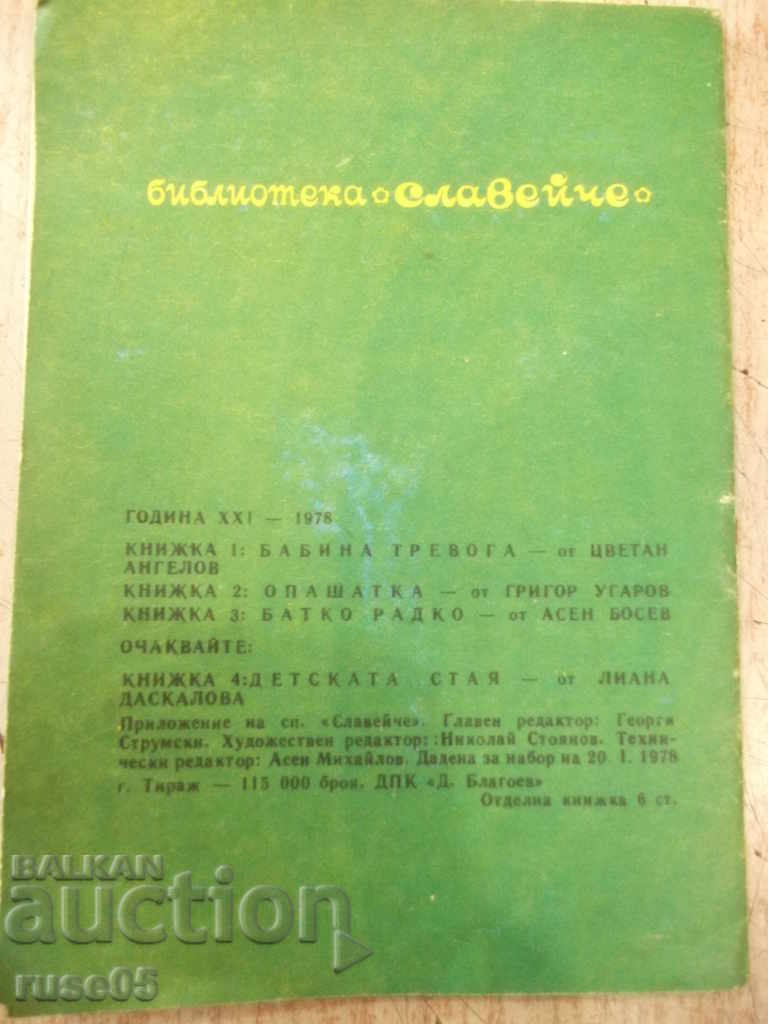 библиотека славейче
ГОДИНА XXI — 1978
КНИЖКА 1: БАБИНА ТРЕВОГА — от ЦВЕТАН
АНГЕЛОВ
КНИЖКА 2: ОПАШАТКА — от ГРИГОР УГАРОВ
КНИЖКА 3: БАТКО РАДКО — от АСЕН БОСЕВ
ОЧАКВАЙТЕ:
КНИЖКА 4:ДЕТСКАТА СТАЯ — от ЛИАНА
ДАСКАЛОВА
Приложение на сп. «Славейче». Главен редактор: Георги
Струмски. Художествен редактор: :Николай Стоянов. Техни-
чески редактор: Асен Михайлов. Дадена за набор на 20. I. 1978
г. Тираж — 115 000 броя. ДПК «Д. Благоев»
Отделна книжка 6 ст.
BALKAN
auction
ruse05